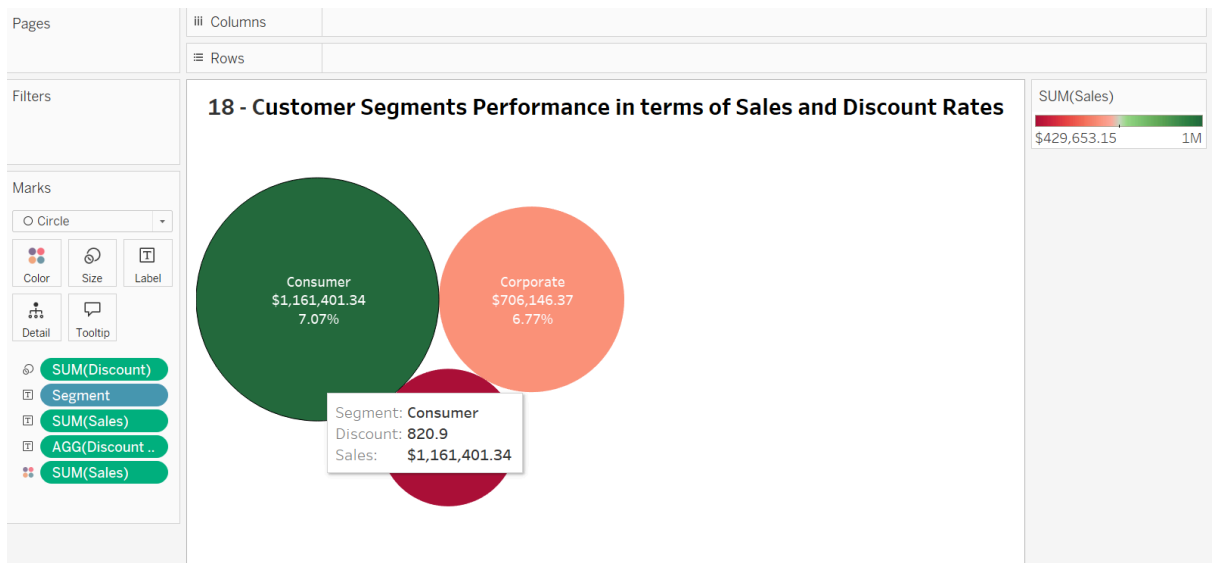 Pages
Columns
Rows
Filters
18 - Customer Segments Performance in terms of Sales and Discount Rates
SUM(Sales)
$429,653.15 1M
Marks
Circle
Color Size Label
Detail Tooltip
SUM(Discount)
Segment
SUM(Sales)
AGG(Discount ..
SUM(Sales)
Consumer
$1,161,401.34
7.07%
Corporate
$706,146.37
6.77%
Segment: Consumer
Discount: 820.9
Sales: $1,161,401.34